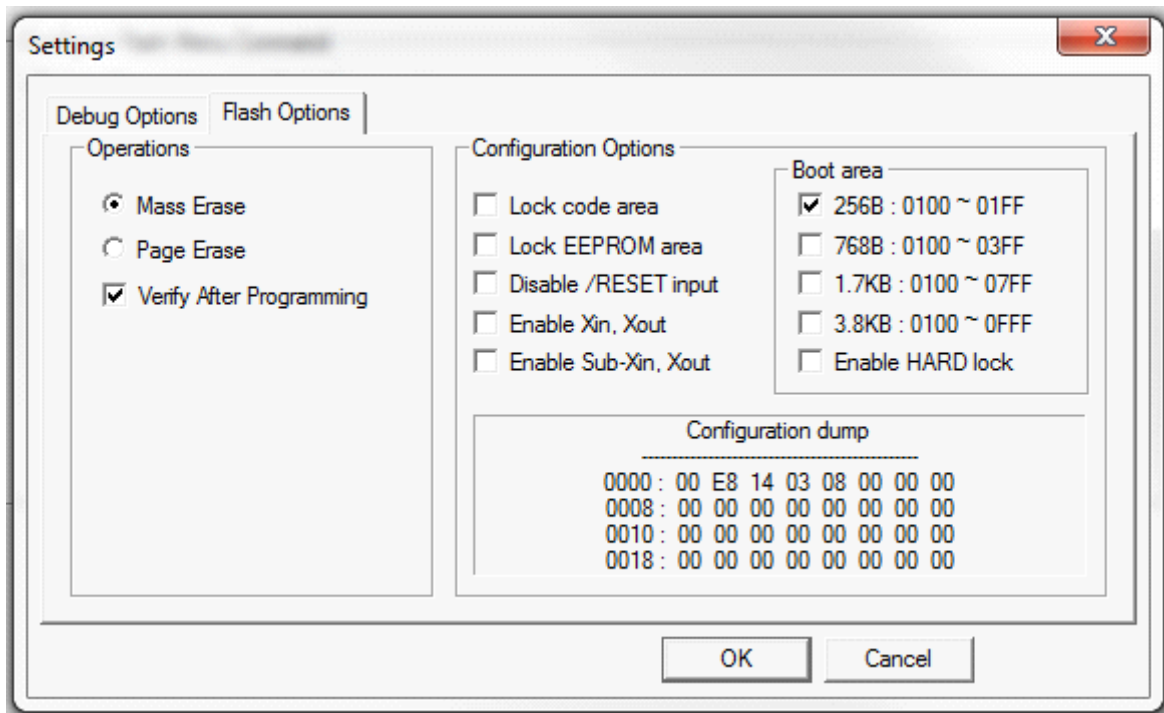 Settings
Debug Options
Flash Options
Operations
Mass Erase
Page Erase
Verify After Programming
Configuration Options
Lock code area
Lock EEPROM area
Disable /RESET input
Enable Xin, Xout
Enable Sub-Xin, Xout
Boot area
256B : 0100 ~ 01FF
768B : 0100 ~ 03FF
1.7KB : 0100 ~ 07FF
3.8KB : 0100 ~ 0FFF
Enable HARD lock
Configuration dump
0000 : 00 E8 14 03 08 00 00 00
0008 : 00 00 00 00 00 00 00 00
0010 : 00 00 00 00 00 00 00 00
0018 : 00 00 00 00 00 00 00 00
OK
Cancel